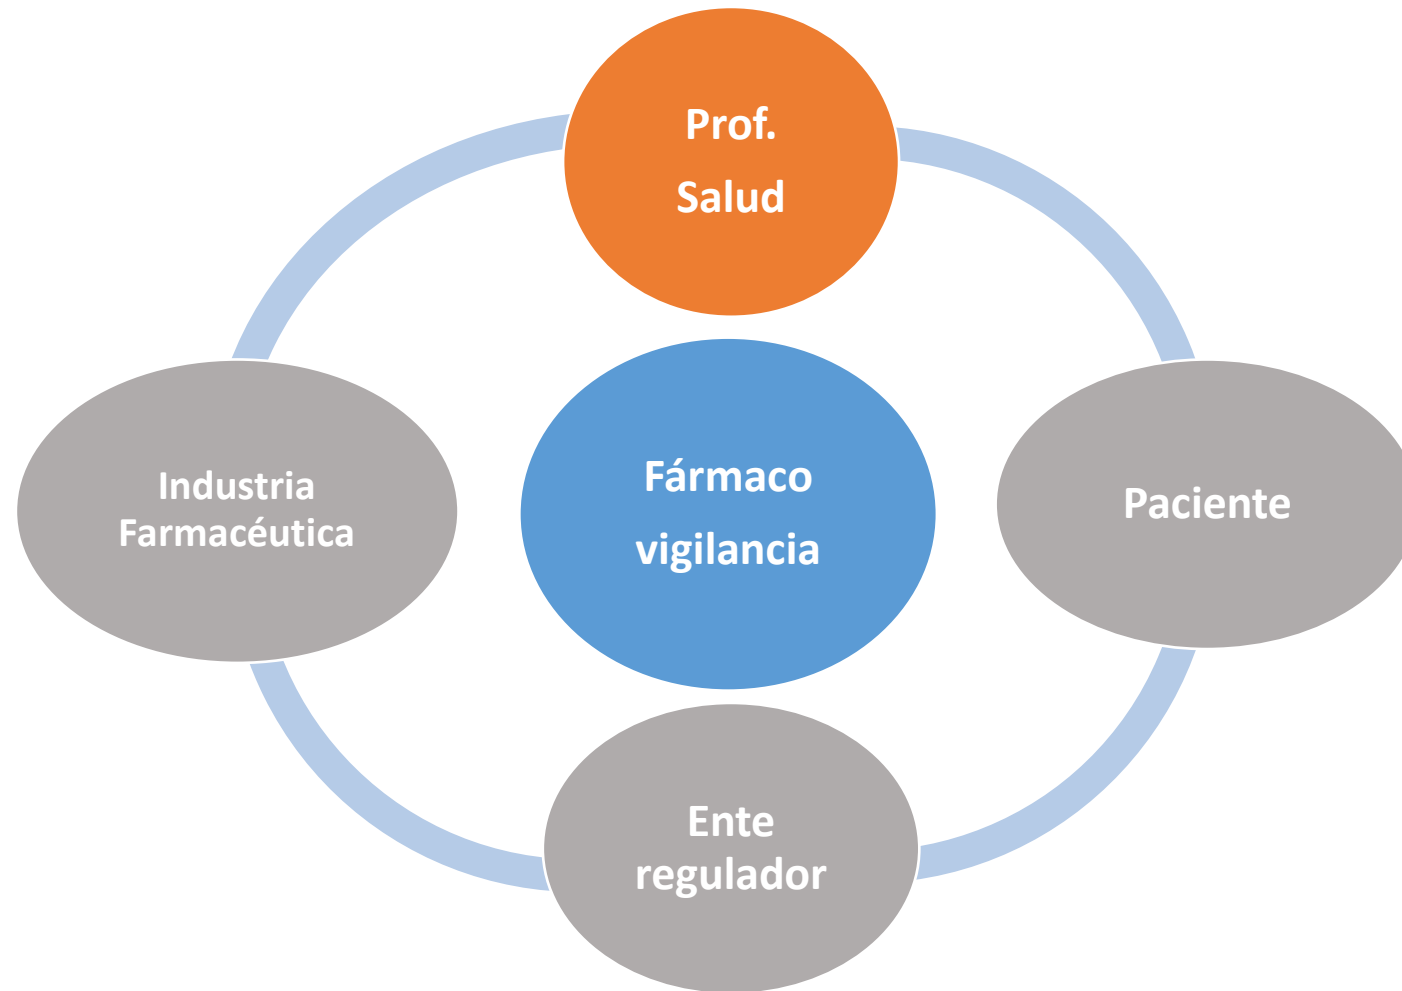 Prof.
Salud
Industria
Farmacéutica
Fármaco
vigilancia
Paciente
Ente
regulador